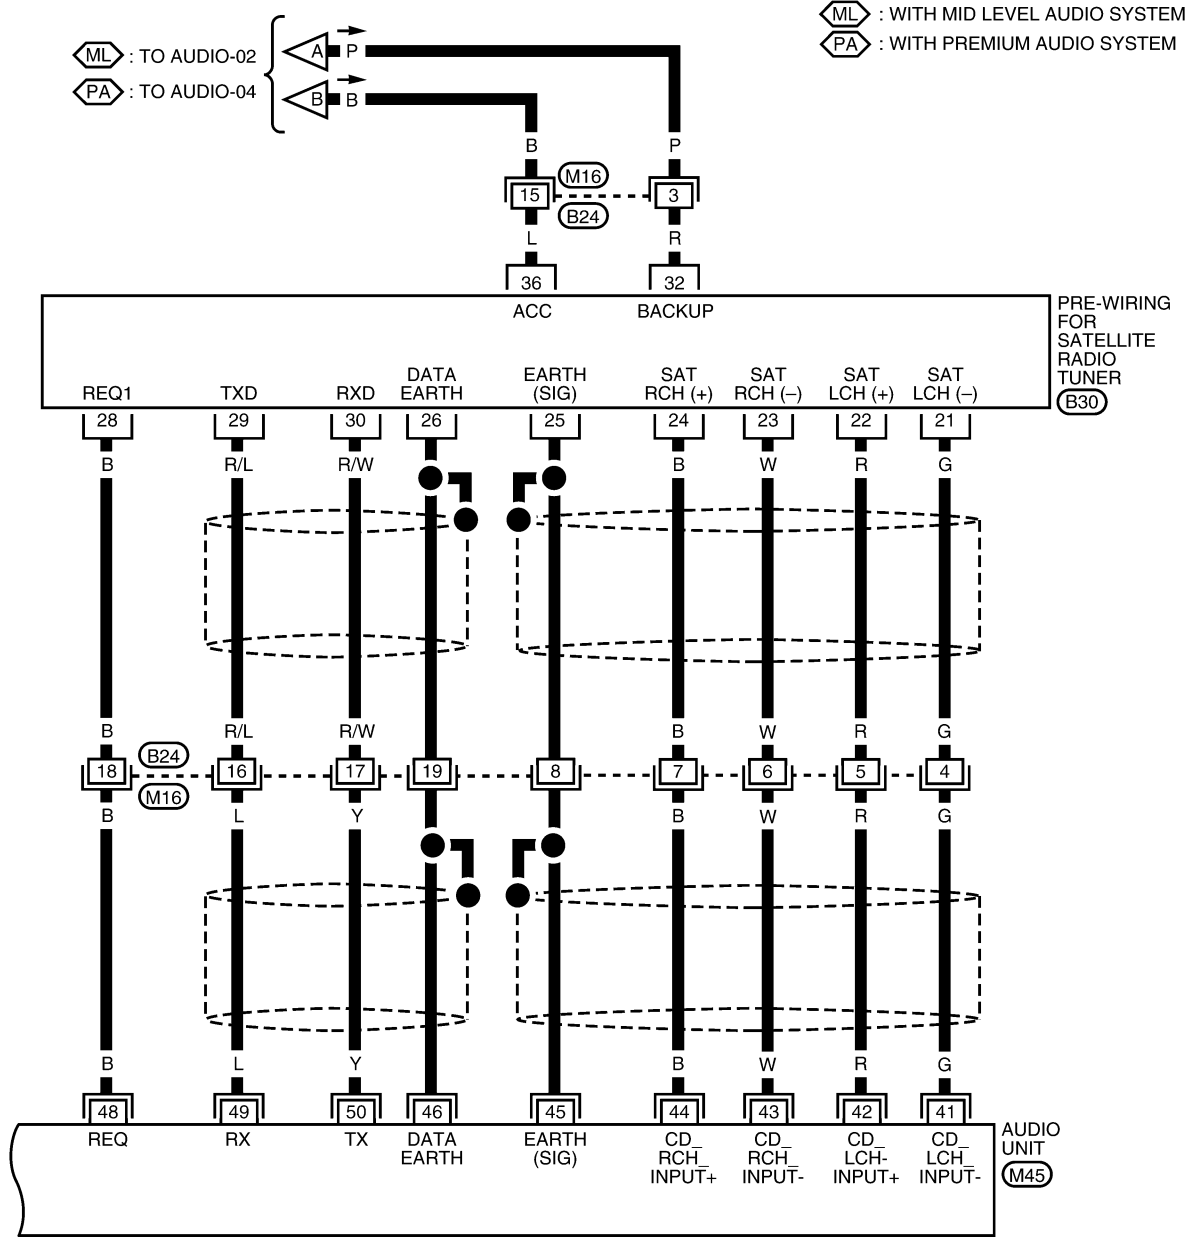 ML : WITH MID LEVEL AUDIO SYSTEM
PA : WITH PREMIUM AUDIO SYSTEM
ML : TO AUDIO-02
PA : TO AUDIO-04
A P
B B
B P
M16
15 3
B24
L R
36 32
ACC BACKUP
PRE-WIRING
FOR
SATELLITE
RADIO
TUNER
B30
REQ1 TXD RXD
DATA
EARTH
EARTH
(SIG)
SAT
RCH (+)
SAT
RCH (–)
SAT
LCH (+)
SAT
LCH (–)
28 29 30 26 25 24 23 22 21
B R/L R/W B W R G
B R/L R/W B W R G
B24
18 16 17 19 8 7 6 5 4
M16
B L Y B W R G
B L Y B W R G
48 49 50 46 45 44 43 42 41
REQ RX TX
DATA
EARTH
EARTH
(SIG)
CD_
RCH_
INPUT+
CD_
RCH_
INPUT-
CD_
LCH-
INPUT+
CD_
LCH_
INPUT-
AUDIO
UNIT
M45